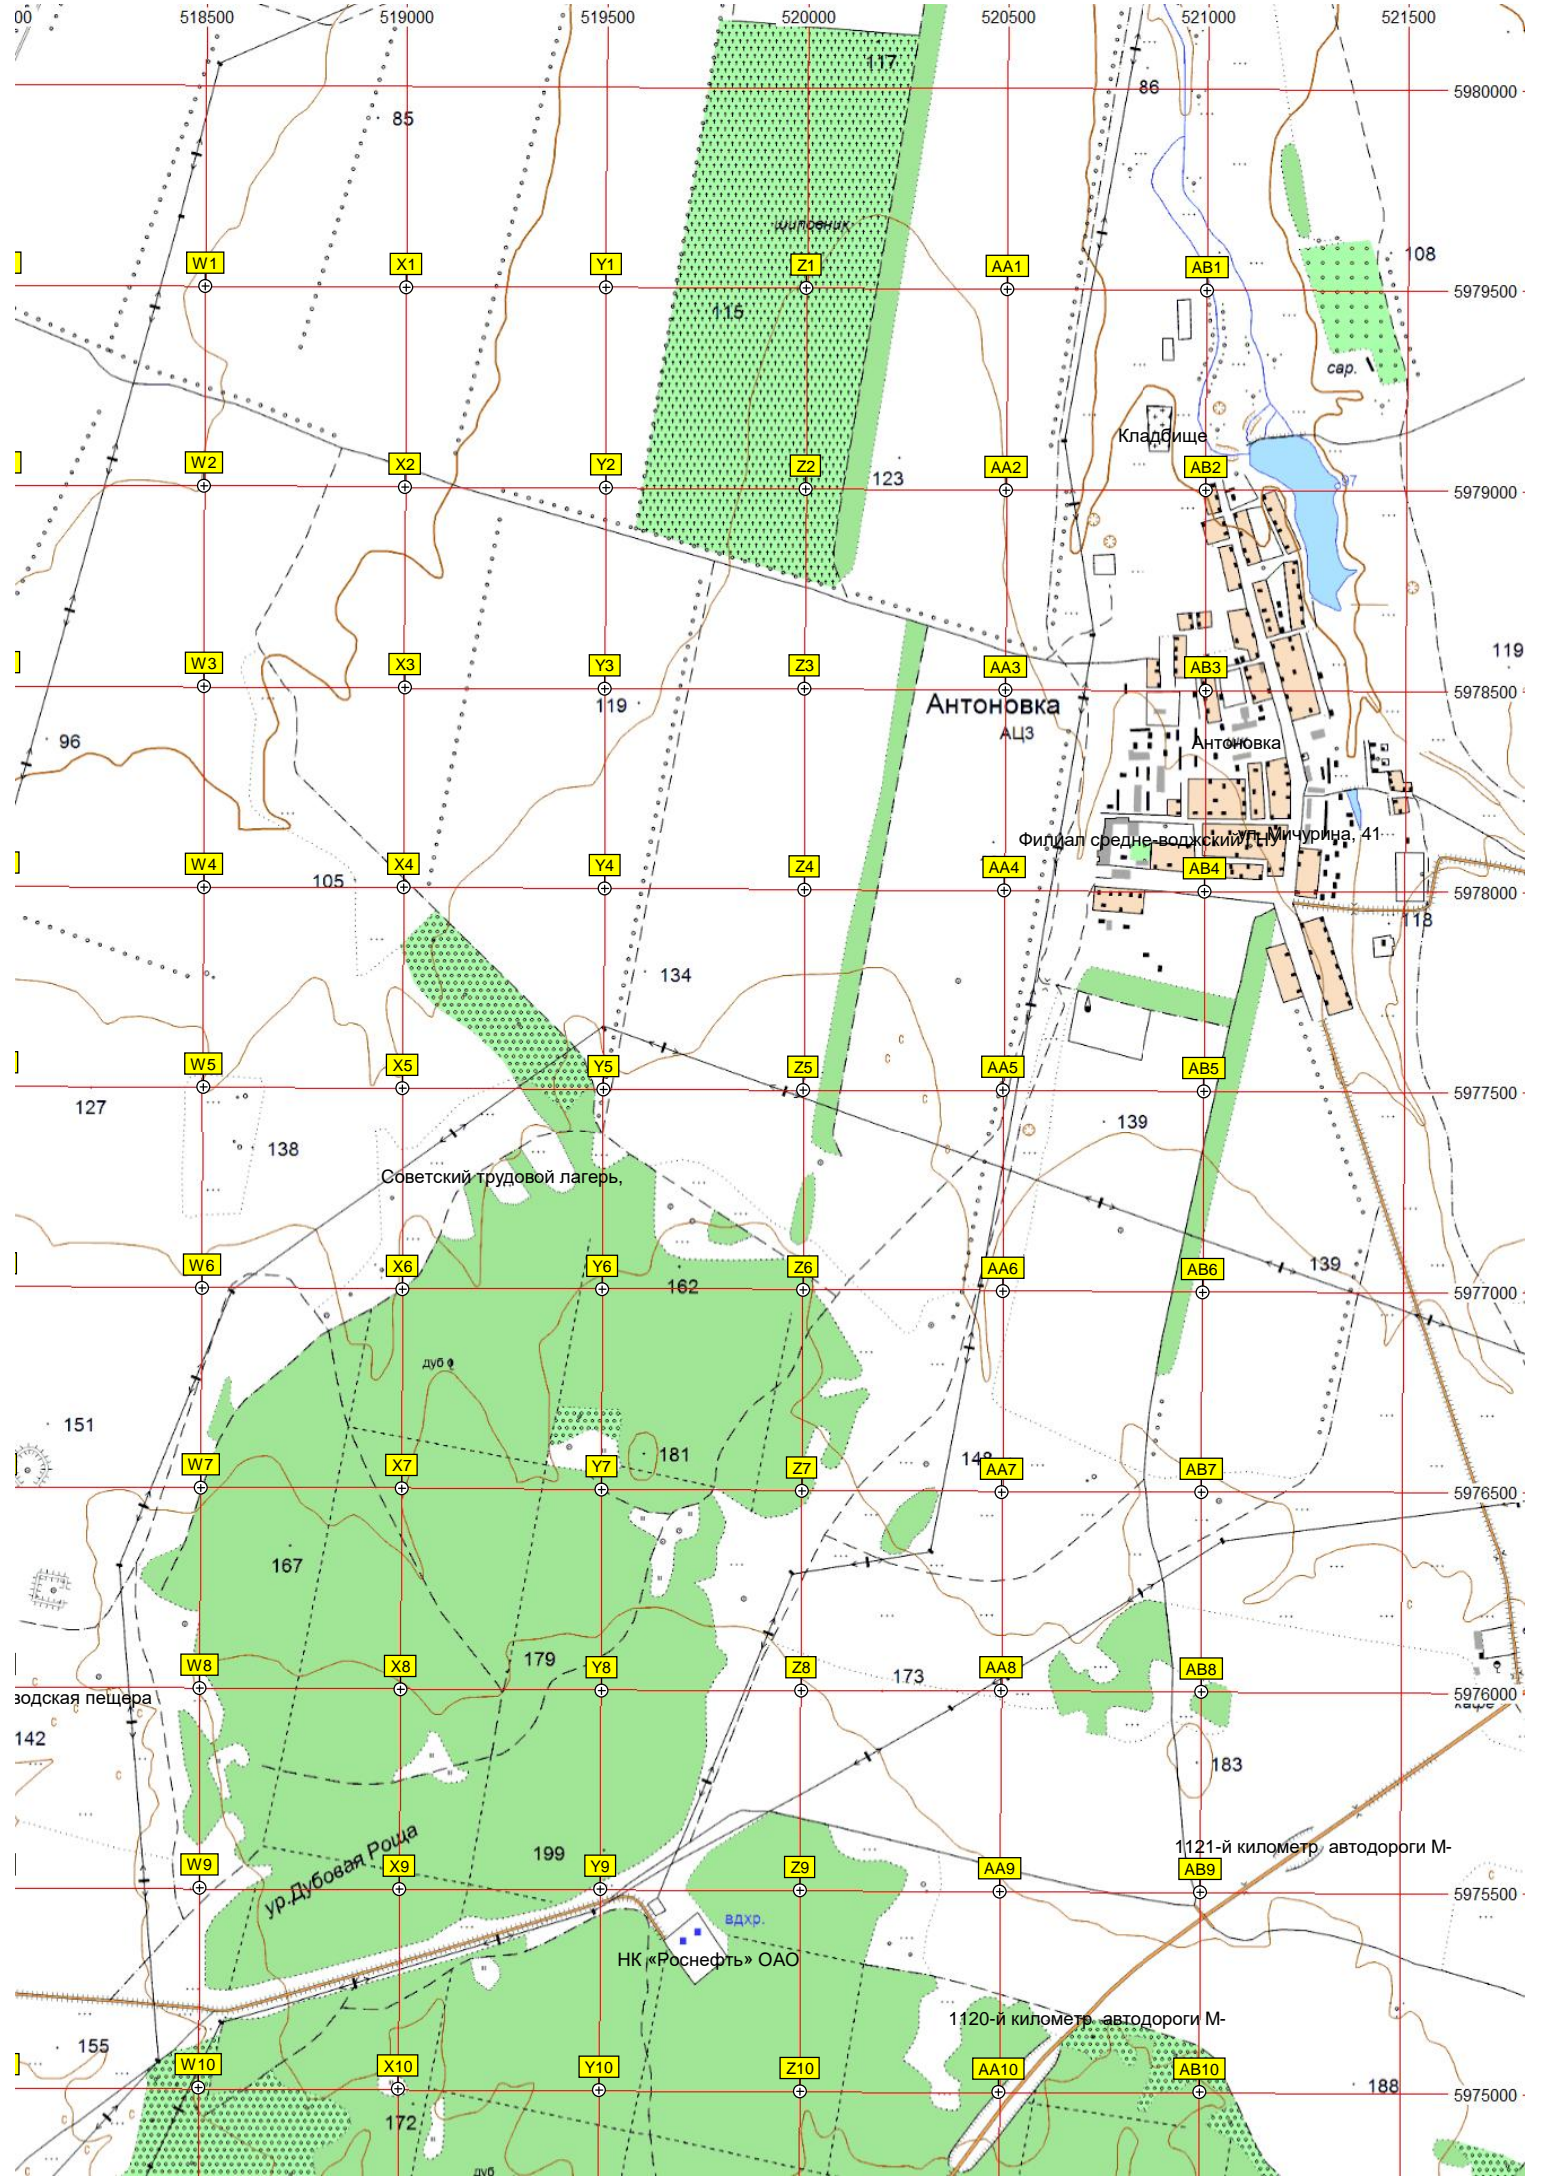 00 518500 519000 519500 520000 520500 521000 521500
117
86
5980000
85
шиповник
108
W1 X1 Y1 Z1 AA1 AB1
5979500
115
сар.
Кладбище
W2 X2 Y2 Z2 AA2 AB2
123
97
5979000
119
W3 X3 Y3 Z3 AA3 AB3
5978500
119
Антоновка
АЦЗ
96
Антоновка
Филиал средне-воджский
ул. Мичурина, 41
W4 X4 Y4 Z4 AA4 AB4
105
5978000
118
134
W5 X5 Y5 Z5 AA5 AB5
5977500
127
139
138
Советский трудовой лагерь,
W6 X6 Y6 Z6 AA6 AB6
139
162
5977000
дуб
151
181
148
W7 X7 Y7 Z7 AA7 AB7
5976500
167
179
W8 X8 Y8 Z8 AA8 AB8
173
5976000
водская пещера
142
183
ур.Дубовая Роща
199
1121-й километр автодороги М-
W9 X9 Y9 Z9 AA9 AB9
5975500
вдхр.
НК «Роснефть» ОАО
1120-й километр автодороги М-
155
W10 X10 Y10 Z10 AA10 AB10
188
5975000
172
дуб